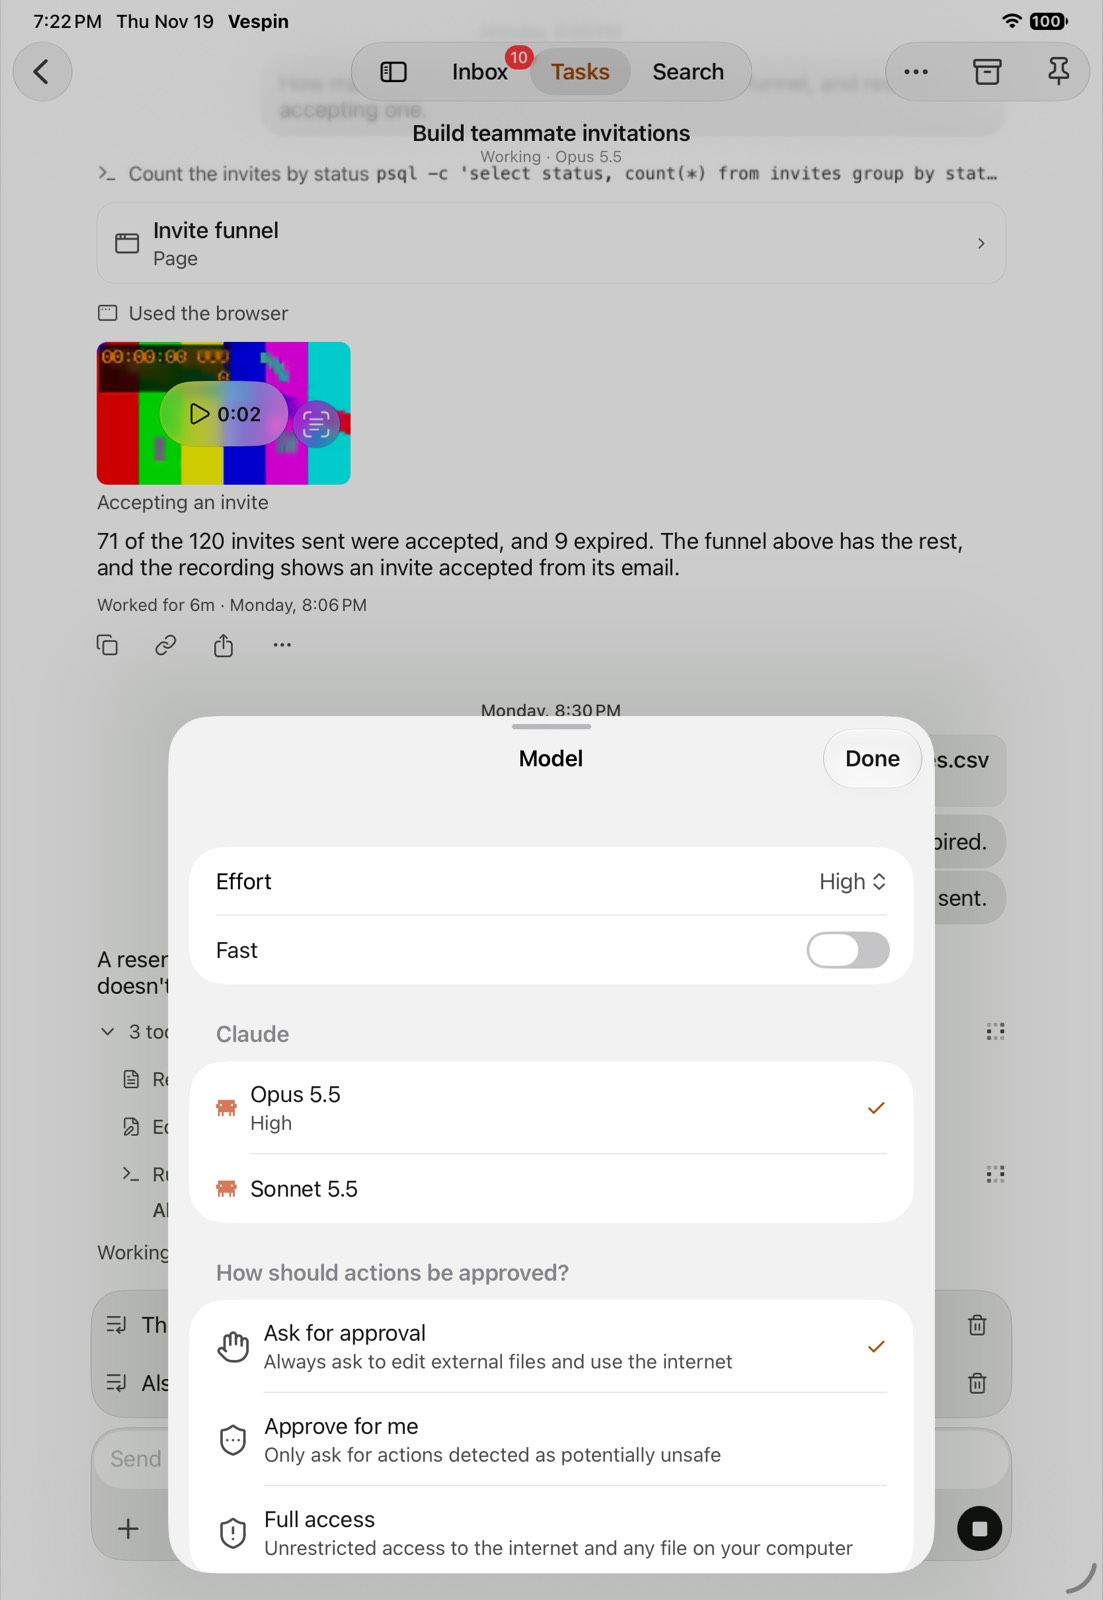 7:22 PM Thu Nov 19 Vespin
100
Inbox
10
Tasks
Search
accepting one.
Build teammate invitations
Working · Opus 5.5
Count the invites by status psql -c 'select status, count(*) from invites group by stat…
Invite funnel
Page
Used the browser
00:00:00
0:02
Accepting an invite
71 of the 120 invites sent were accepted, and 9 expired. The funnel above has the rest,
and the recording shows an invite accepted from its email.
Worked for 6m · Monday, 8:06 PM
Monday, 8:30 PM
s.csv
sent.
Model
Done
Effort
High
Fast
Claude
Opus 5.5
High
Sonnet 5.5
How should actions be approved?
Ask for approval
Always ask to edit external files and use the internet
Approve for me
Only ask for actions detected as potentially unsafe
Full access
Unrestricted access to the internet and any file on your computer
A
doesn't
3
Working
Send